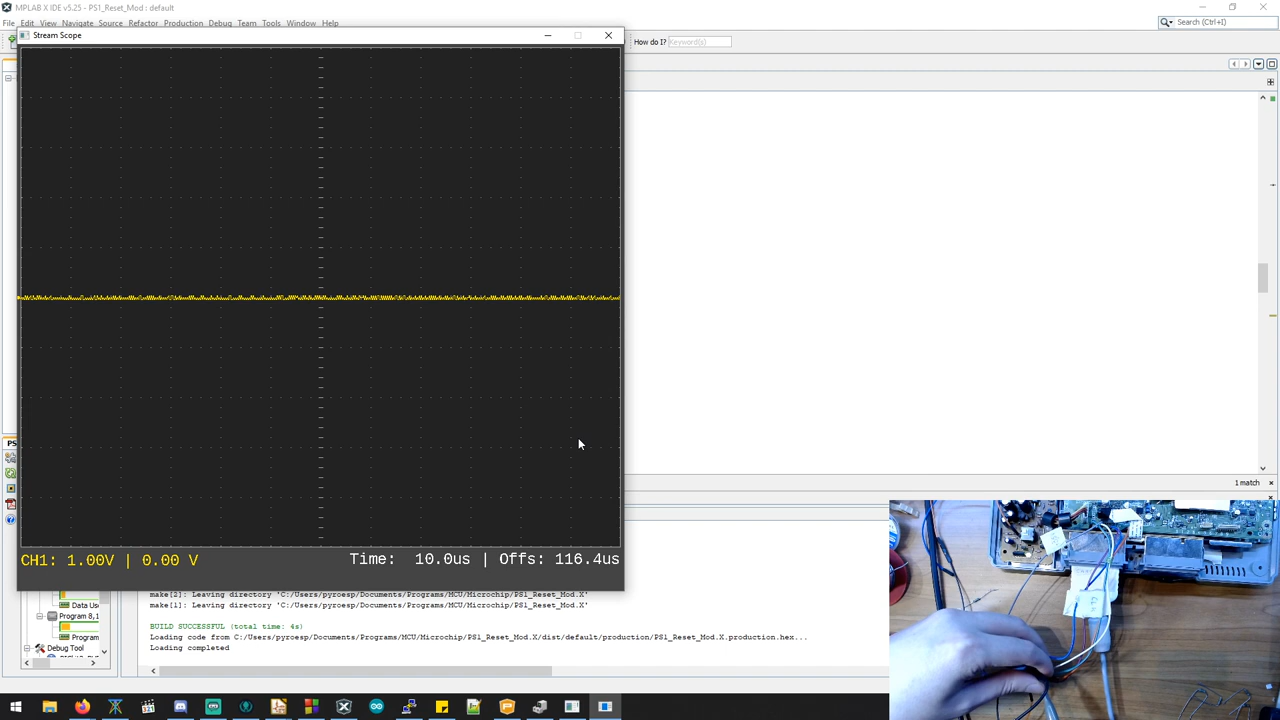 MPLAB X IDE v5.25 - PS1_Reset_Mod : default
File Edit View Navigate Source Refactor Production Debug Team Tools Window Help
Search (Ctrl+I)
Stream Scope
How do I? Keyword(s)
PS
1 match
CH1: 1.00V | 0.00 V
Time: 10.0us | Offs: 116.4us
make[2]: Leaving directory 'C:/Users/pyroesp/Documents/Programs/MCU/Microchip/PS1_Reset_Mod.X'
make[1]: Leaving directory 'C:/Users/pyroesp/Documents/Programs/MCU/Microchip/PS1_Reset_Mod.X'
Data Us
Program 8,1
BUILD SUCCESSFUL (total time: 4s)
Program
Loading code from C:/Users/pyroesp/Documents/Programs/MCU/Microchip/PS1_Reset_Mod.X/dist/default/production/PS1_Reset_Mod.X.production.hex...
Debug Tool
Loading completed